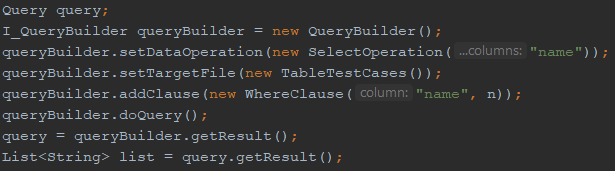 Query query;
I_QueryBuilder queryBuilder = new QueryBuilder();
queryBuilder.setDataOperation(new SelectOperation( ...columns: "name"));
queryBuilder.setTargetFile(new TableTestCases());
queryBuilder.addClause(new WhereClause( column: "name", n));
queryBuilder.doQuery();
query = queryBuilder.getResult();
List<String> list = query.getResult();